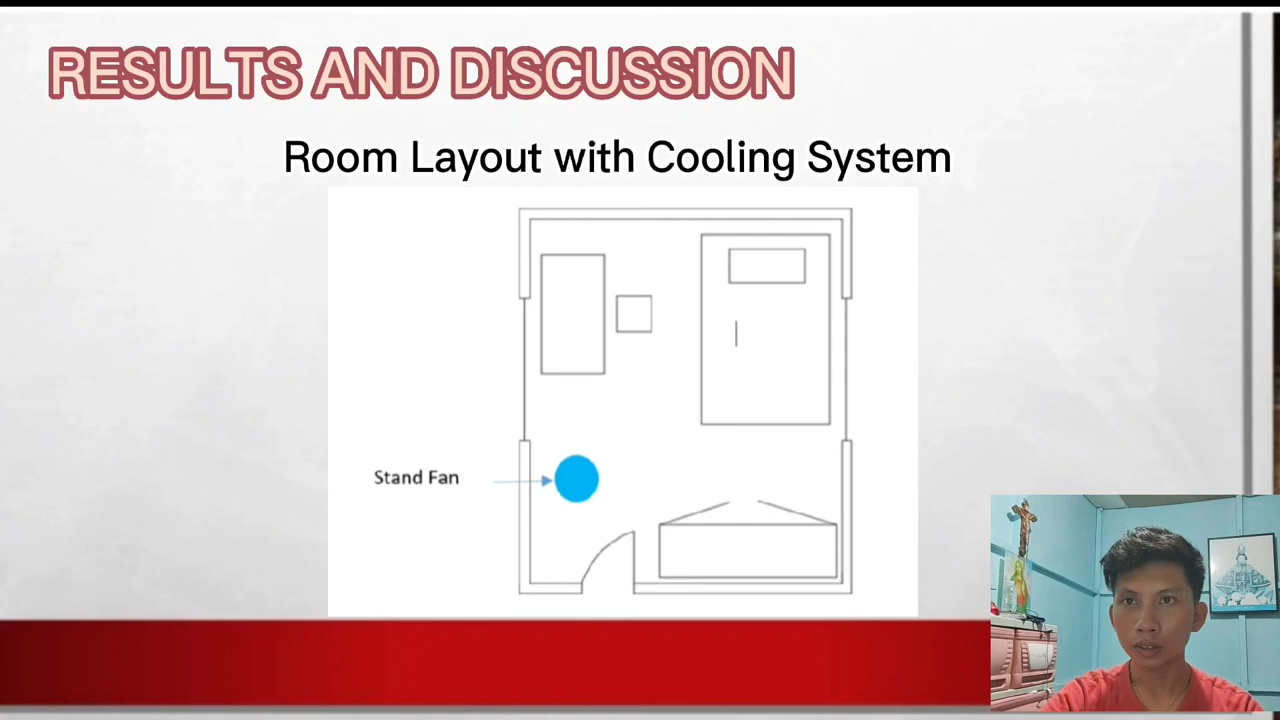 RESULTS AND DISCUSSION
Room Layout with Cooling System
Stand Fan